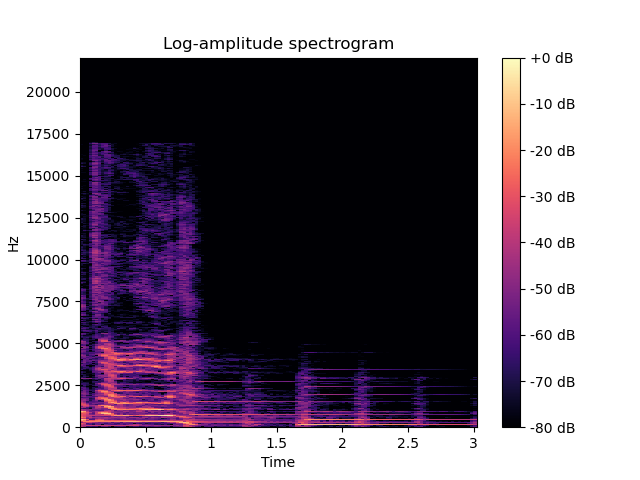 Log-amplitude spectrogram
Hz
20000
17500
15000
12500
10000
7500
5000
2500
0
0 0.5 1 1.5 2 2.5 3
Time
+0 dB
-10 dB
-20 dB
-30 dB
-40 dB
-50 dB
-60 dB
-70 dB
-80 dB